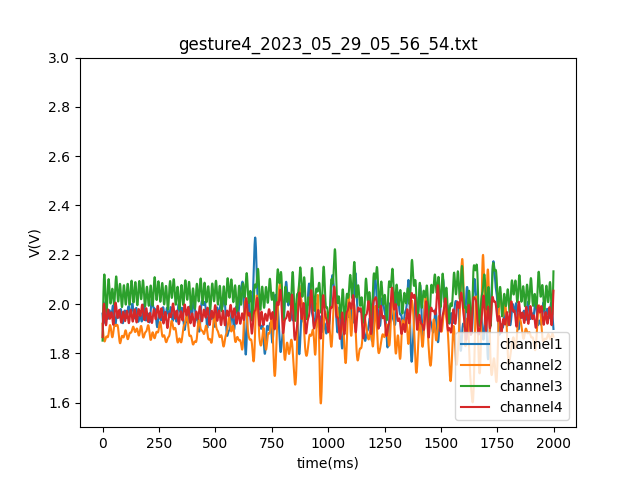 gesture4_2023_05_29_05_56_54.txt
3.0
2.8
2.6
2.4
2.2
2.0
1.8
1.6
V(V)
channel1
channel2
channel3
channel4
0 250 500 750 1000 1250 1500 1750 2000
time(ms)